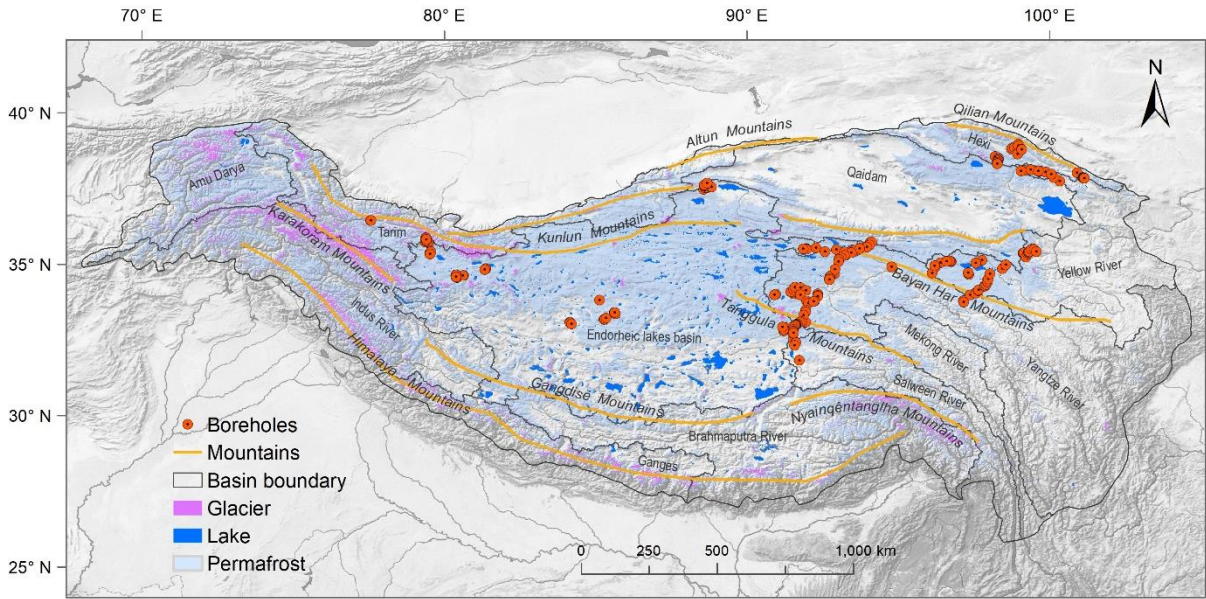 70° E
80° E
90° E
100° E
N
40° N
35° N
30° N
25° N
Qilian Mountains
Altun Mountains
Hexi
Qaidam
Amu Darya
Karakoram Mountains
Tarim
Kunlun Mountains
Yellow River
Bayan Har Mountains
Indus River
Tanggula Mountains
Endorheic lakes basin
Mekong River
Himalaya Mountains
Gangdise Mountains
Salween River
Yangtze River
Nyainqentanglha Mountains
Brahmaputra River
Ganges
Boreholes
Mountains
Basin boundary
Glacier
Lake
Permafrost
0 250 500 1,000 km